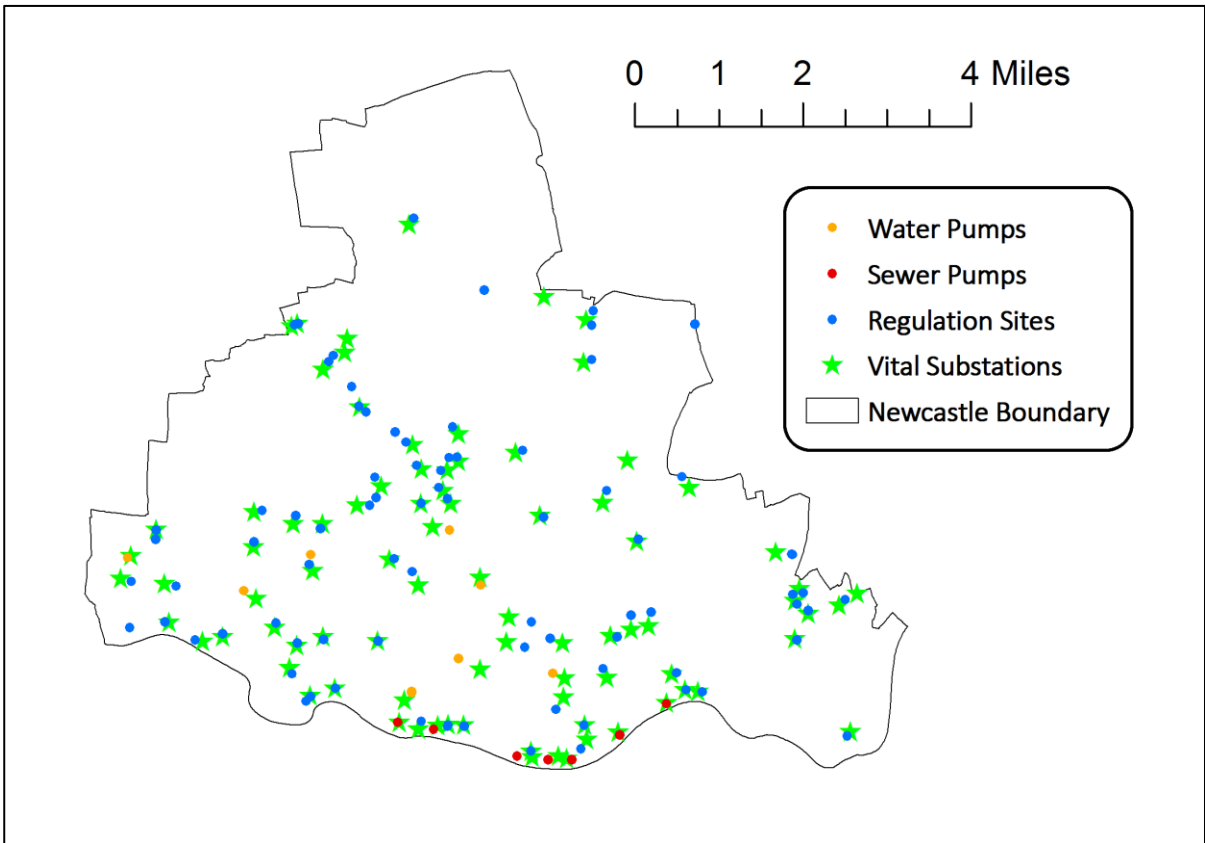 0 1 2 4 Miles
Water Pumps
Sewer Pumps
Regulation Sites
Vital Substations
Newcastle Boundary